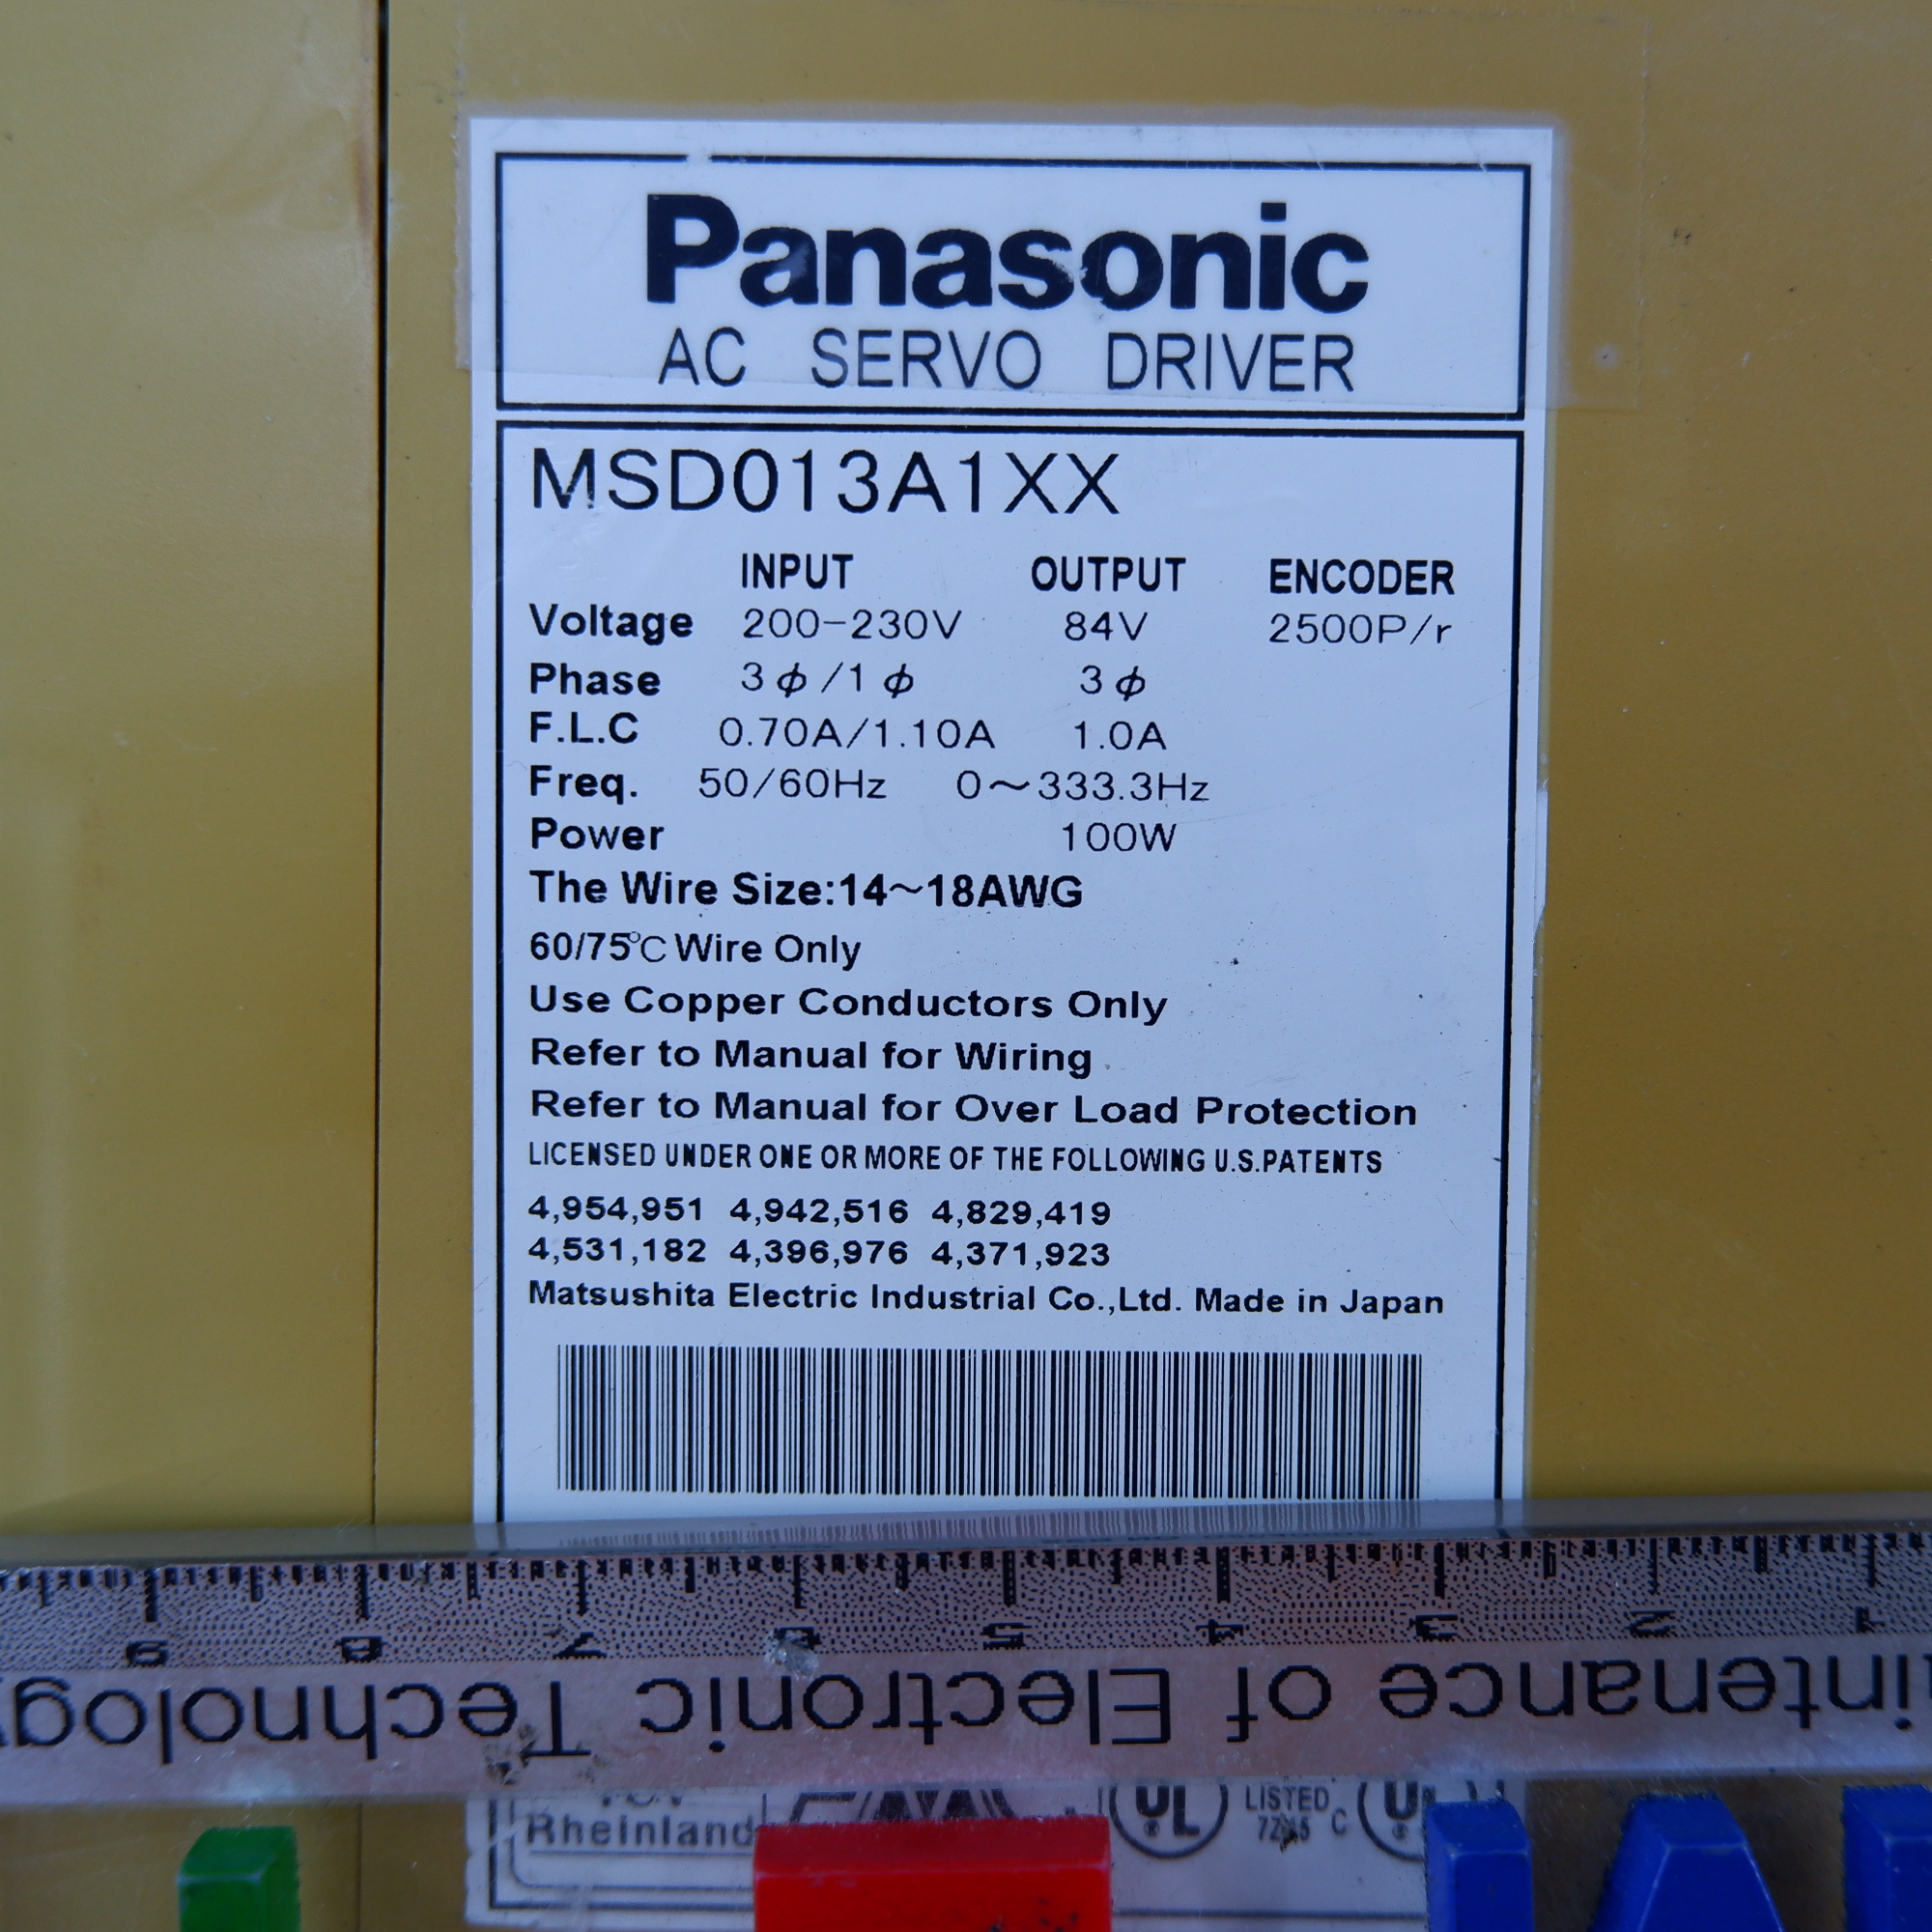 Panasonic
AC SERVO DRIVER
MSD013A1XX
INPUT OUTPUT ENCODER
Voltage 200-230V 84V 2500P/r
Phase 3ϕ/1ϕ 3ϕ
F.L.C 0.70A/1.10A 1.0A
Freq. 50/60Hz 0~333.3Hz
Power 100W
The Wire Size:14~18AWG
60/75℃ Wire Only
Use Copper Conductors Only
Refer to Manual for Wiring
Refer to Manual for Over Load Protection
LICENSED UNDER ONE OR MORE OF THE FOLLOWING U.S.PATENTS
4,954,951 4,942,516 4,829,419
4,531,182 4,396,976 4,371,923
Matsushita Electric Industrial Co.,Ltd. Made in Japan
9 8 7 6 5 4 3 2 1
of Electronic
Rheinland
UL LISTED C